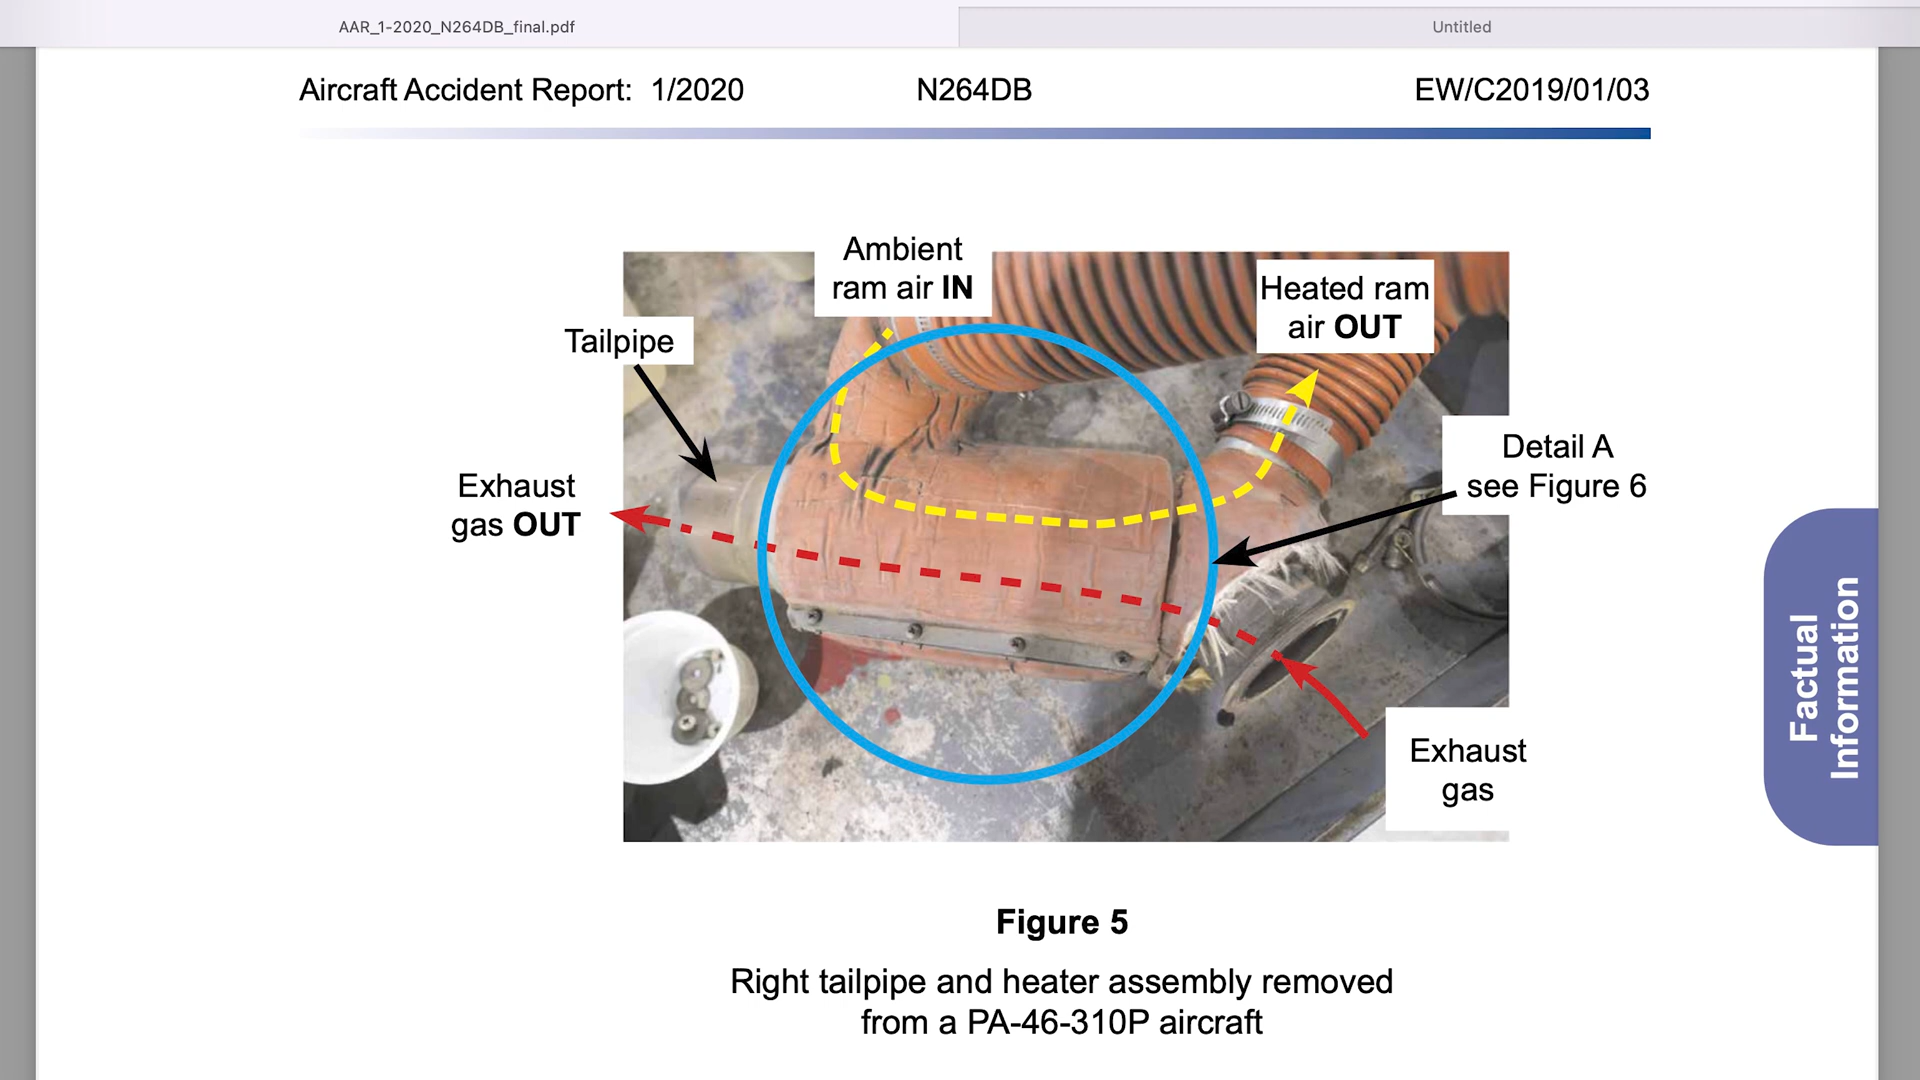 AAR_1-2020_N264DB_final.pdf
Untitled
Aircraft Accident Report: 1/2020 N264DB EW/C2019/01/03
Ambient
ram air IN
Heated ram
air OUT
Tailpipe
Detail A
see Figure 6
Exhaust
gas OUT
Factual
Information
Exhaust
gas
Figure 5
Right tailpipe and heater assembly removed
from a PA-46-310P aircraft